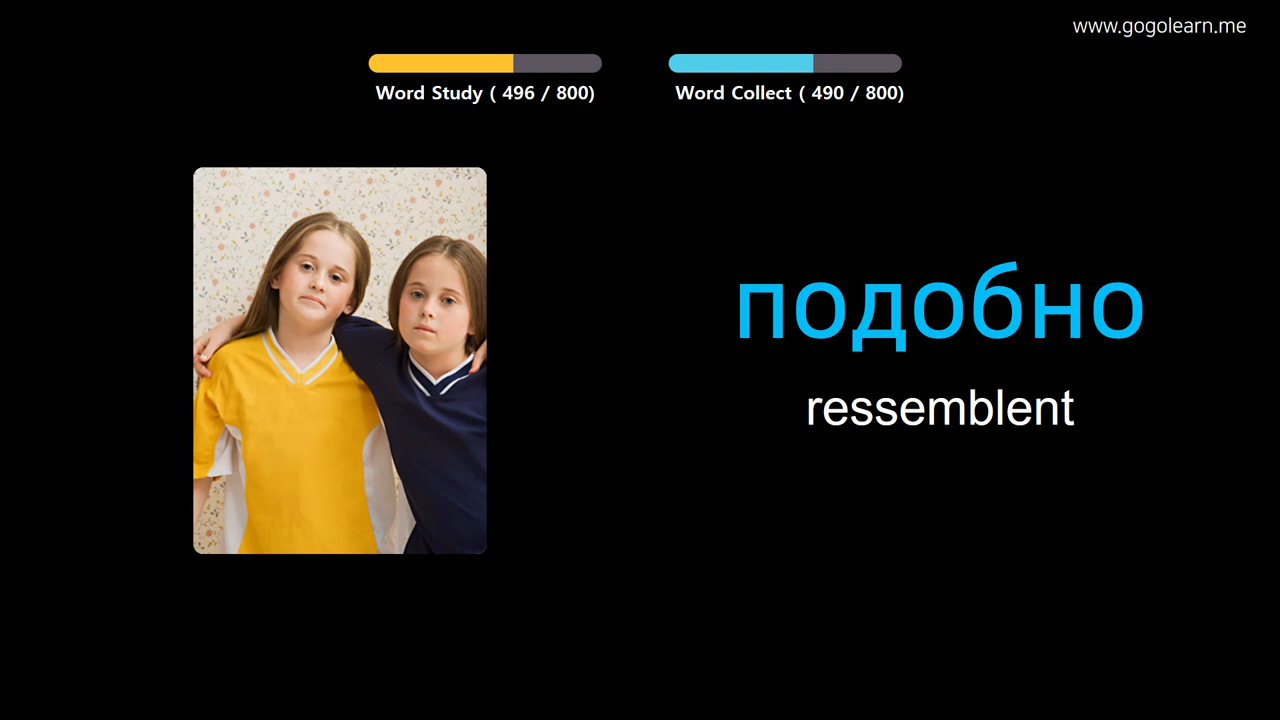 www.gogolearn.me
Word Study ( 496 / 800)
Word Collect ( 490 / 800)
подобно
ressemblent